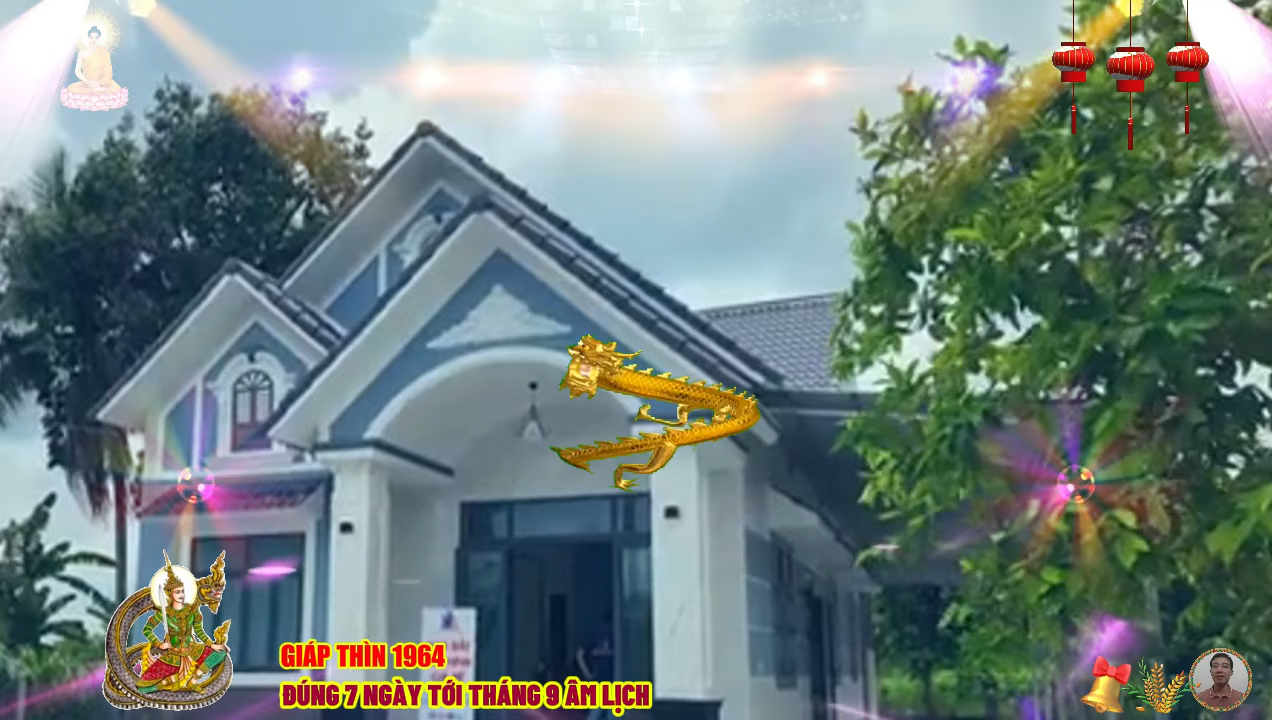 GIÁP THÌN 1964
ĐÚNG 7 NGÀY TỚI THÁNG 9 ÂM LỊCH